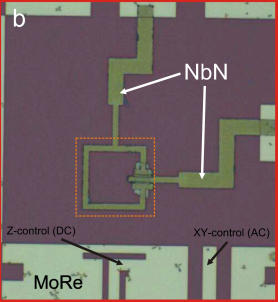 b
NbN
Z-control (DC)
XY-control (AC)
MoRe